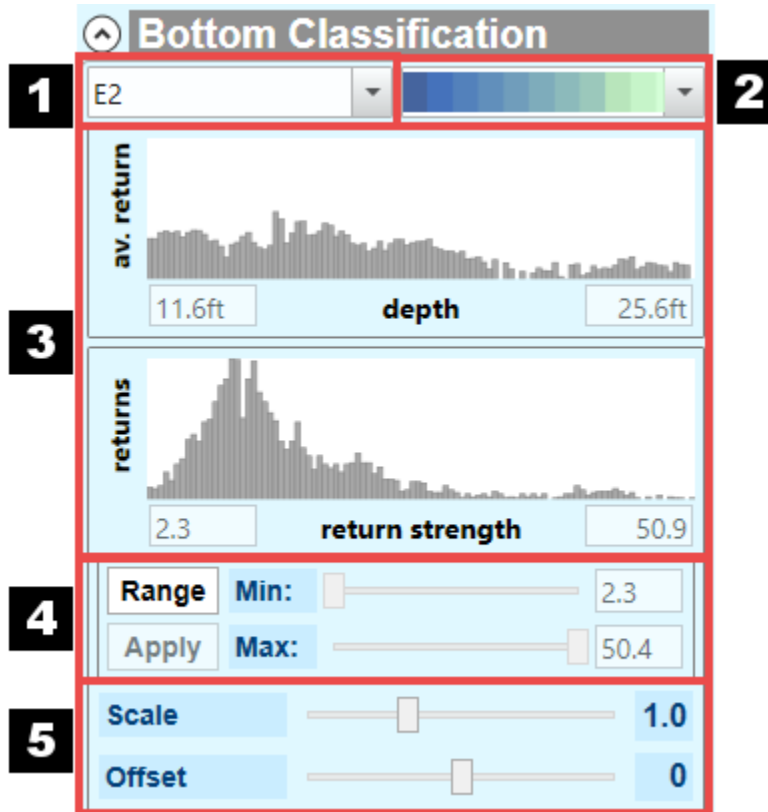 Bottom Classification
1
E2
2
av. return
11.6ft depth 25.6ft
3
returns
2.3 return strength 50.9
4
Range Min: 2.3
Apply Max: 50.4
5
Scale 1.0
Offset 0